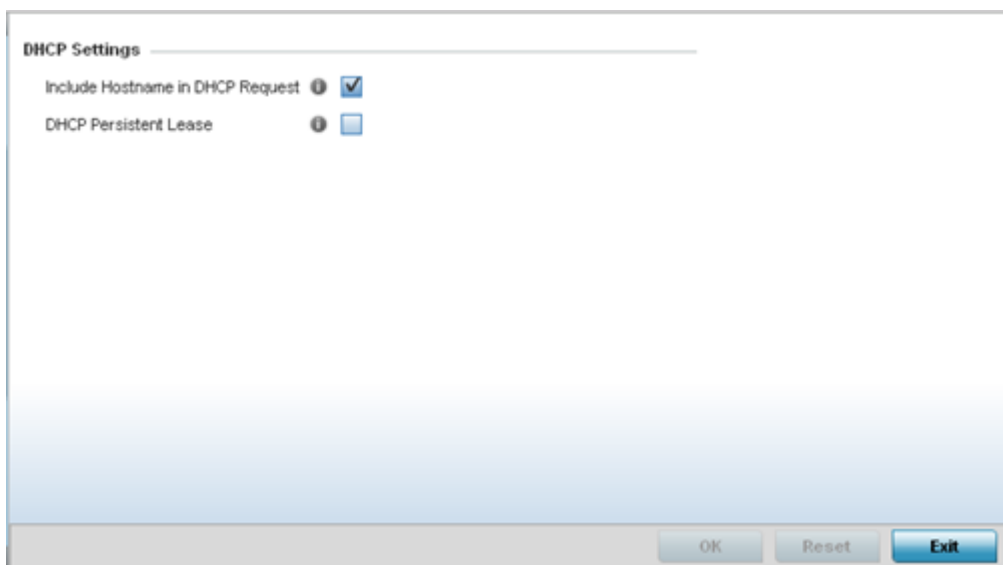 DHCP Settings
Include Hostname in DHCP Request
DHCP Persistent Lease
OK Reset Exit